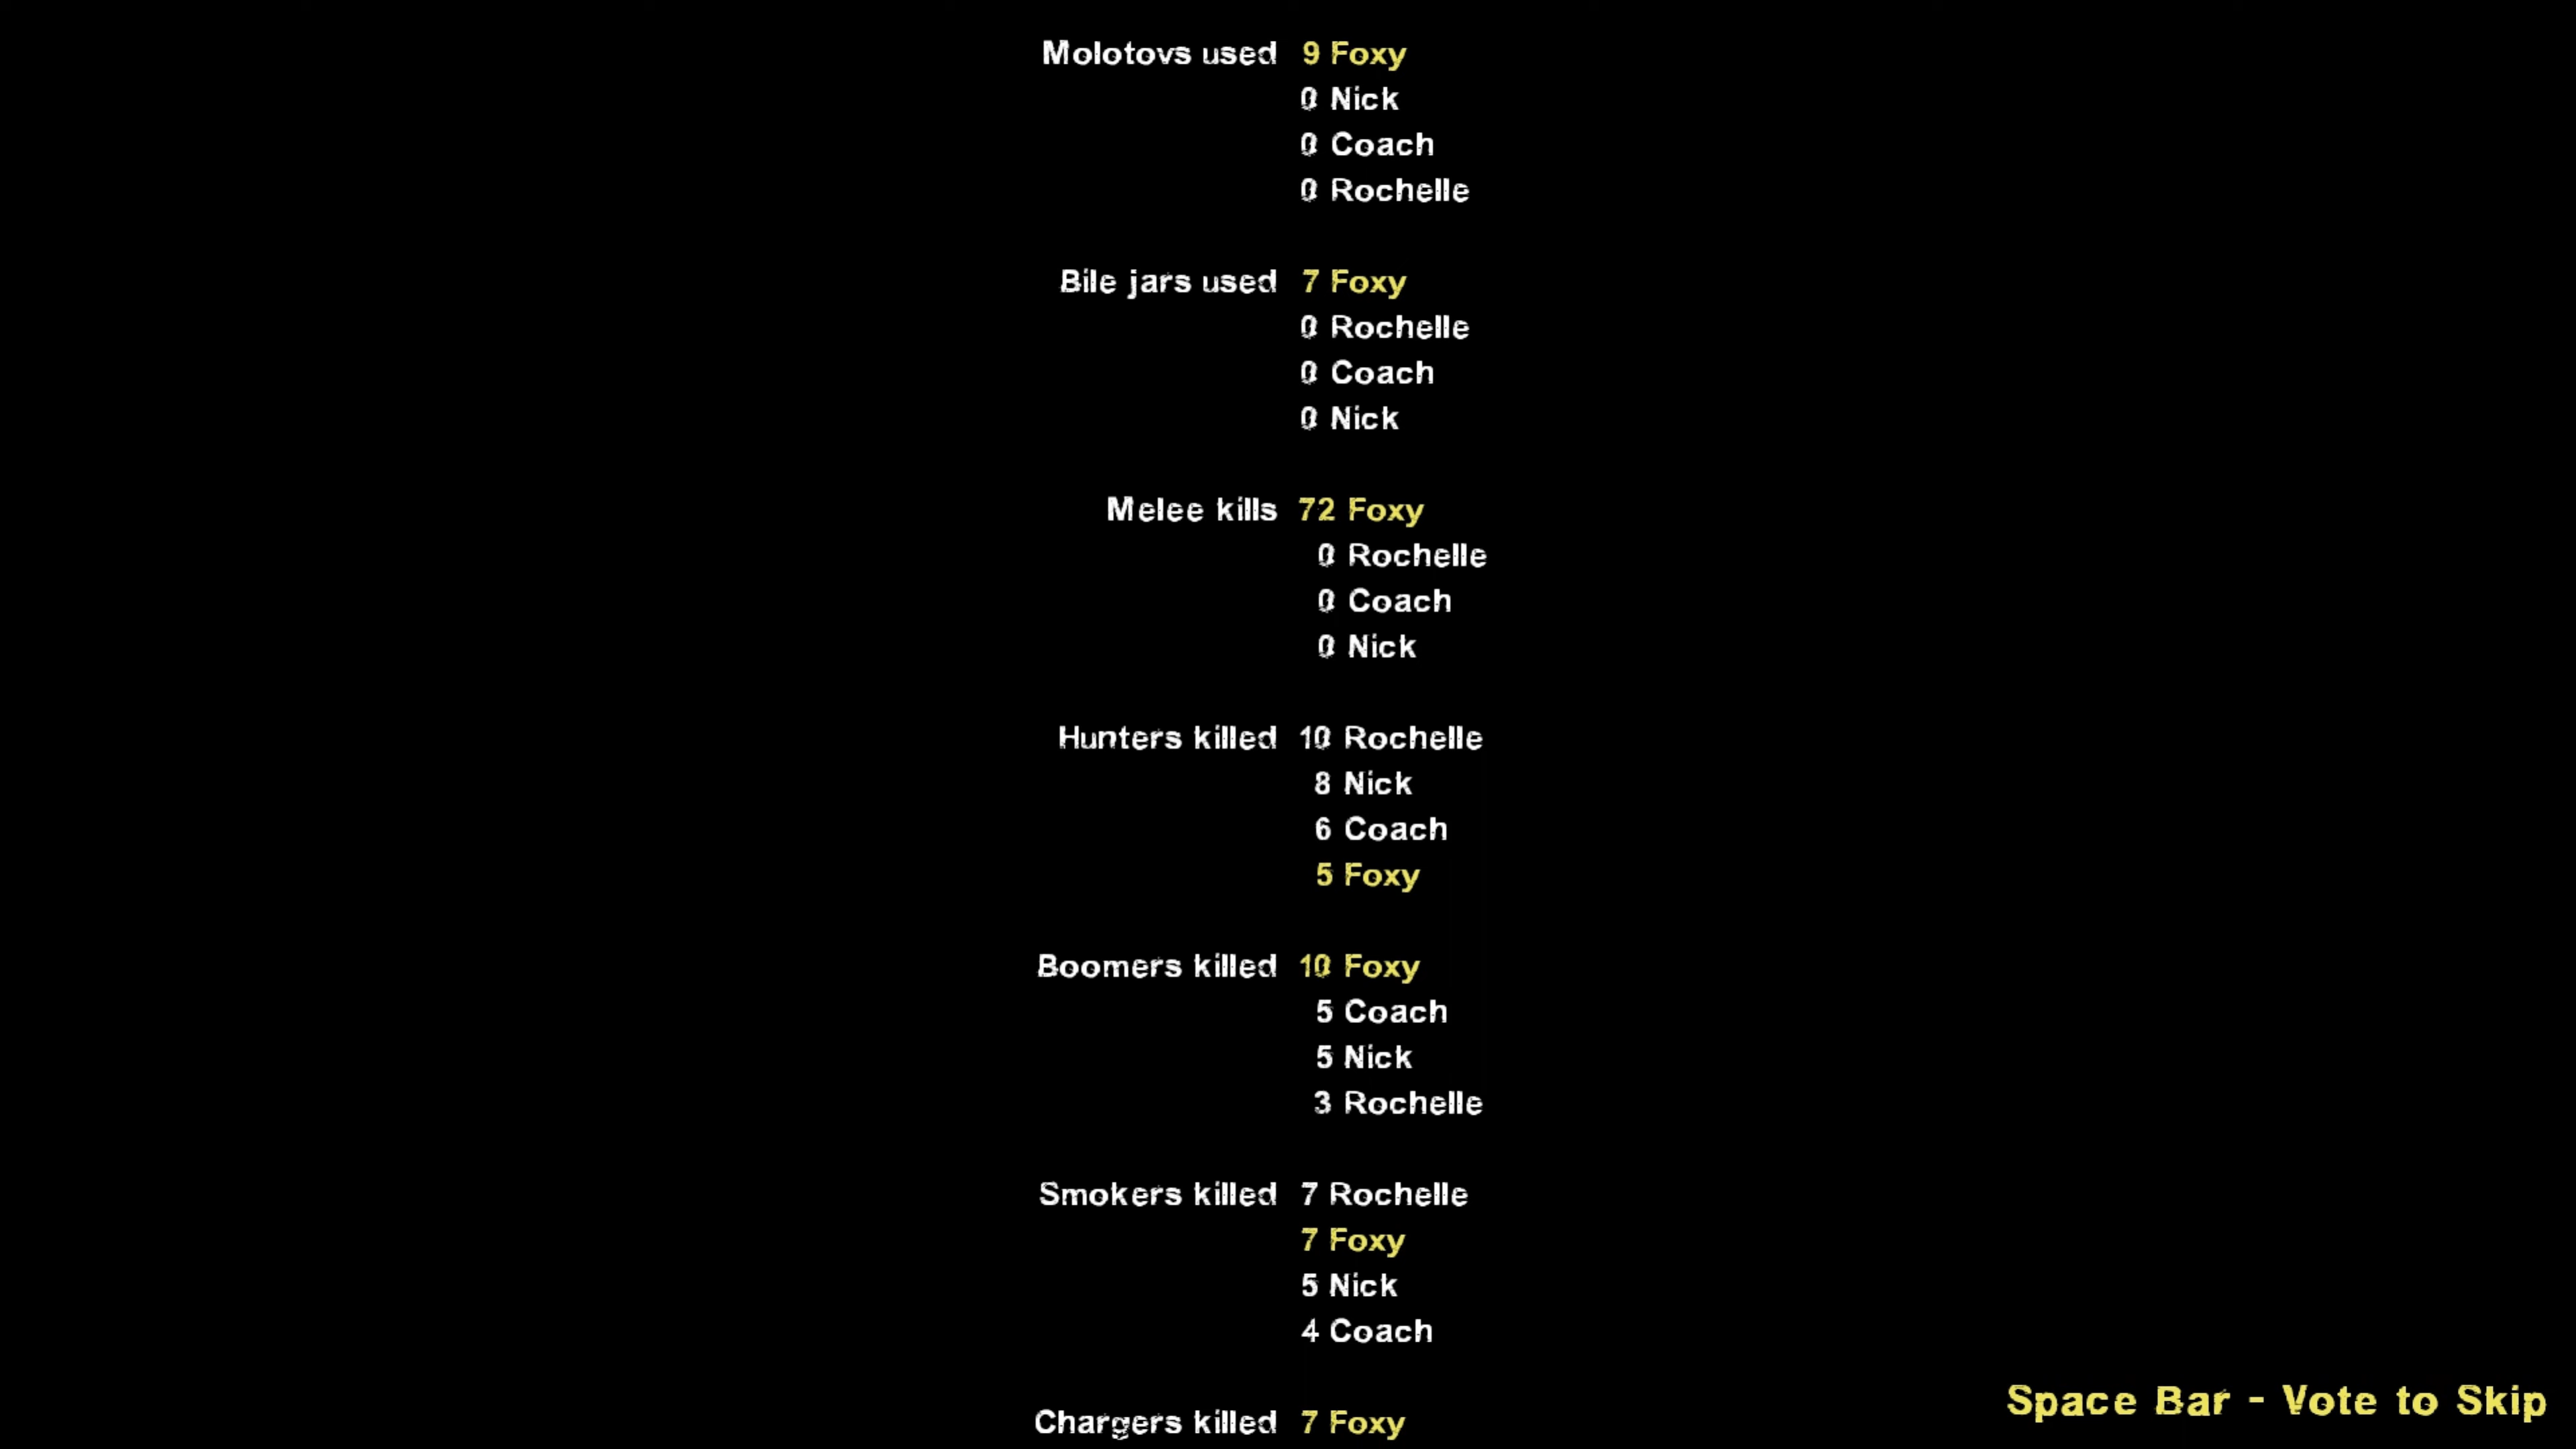 Molotovs used 9 Foxy
0 Nick
0 Coach
0 Rochelle
Bile jars used 7 Foxy
0 Rochelle
0 Coach
0 Nick
Melee kills 72 Foxy
0 Rochelle
0 Coach
0 Nick
Hunters killed 10 Rochelle
8 Nick
6 Coach
5 Foxy
Boomers killed 10 Foxy
5 Coach
5 Nick
3 Rochelle
Smokers killed 7 Rochelle
7 Foxy
5 Nick
4 Coach
Chargers killed 7 Foxy
Space Bar - Vote to Skip